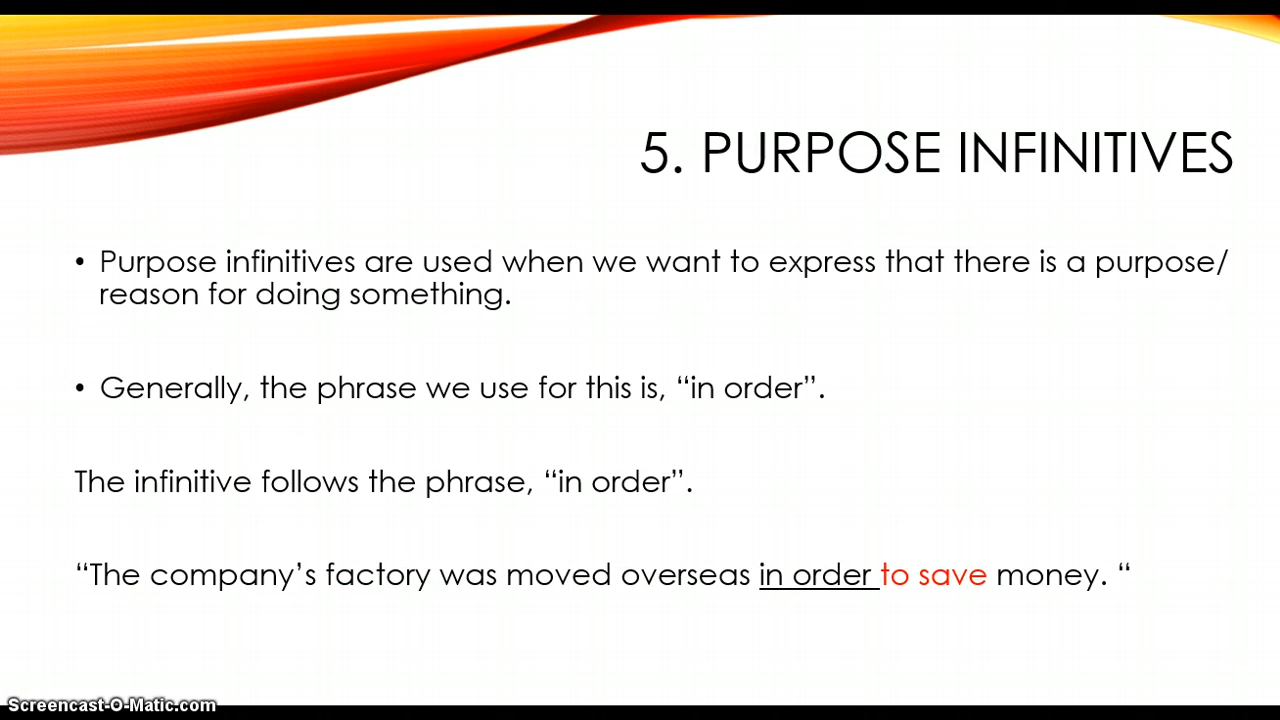 5. PURPOSE INFINITIVES
• Purpose infinitives are used when we want to express that there is a purpose/
reason for doing something.
• Generally, the phrase we use for this is, “in order”.
The infinitive follows the phrase, “in order”.
“The company’s factory was moved overseas in order to save money. “
Screencast-O-Matic.com